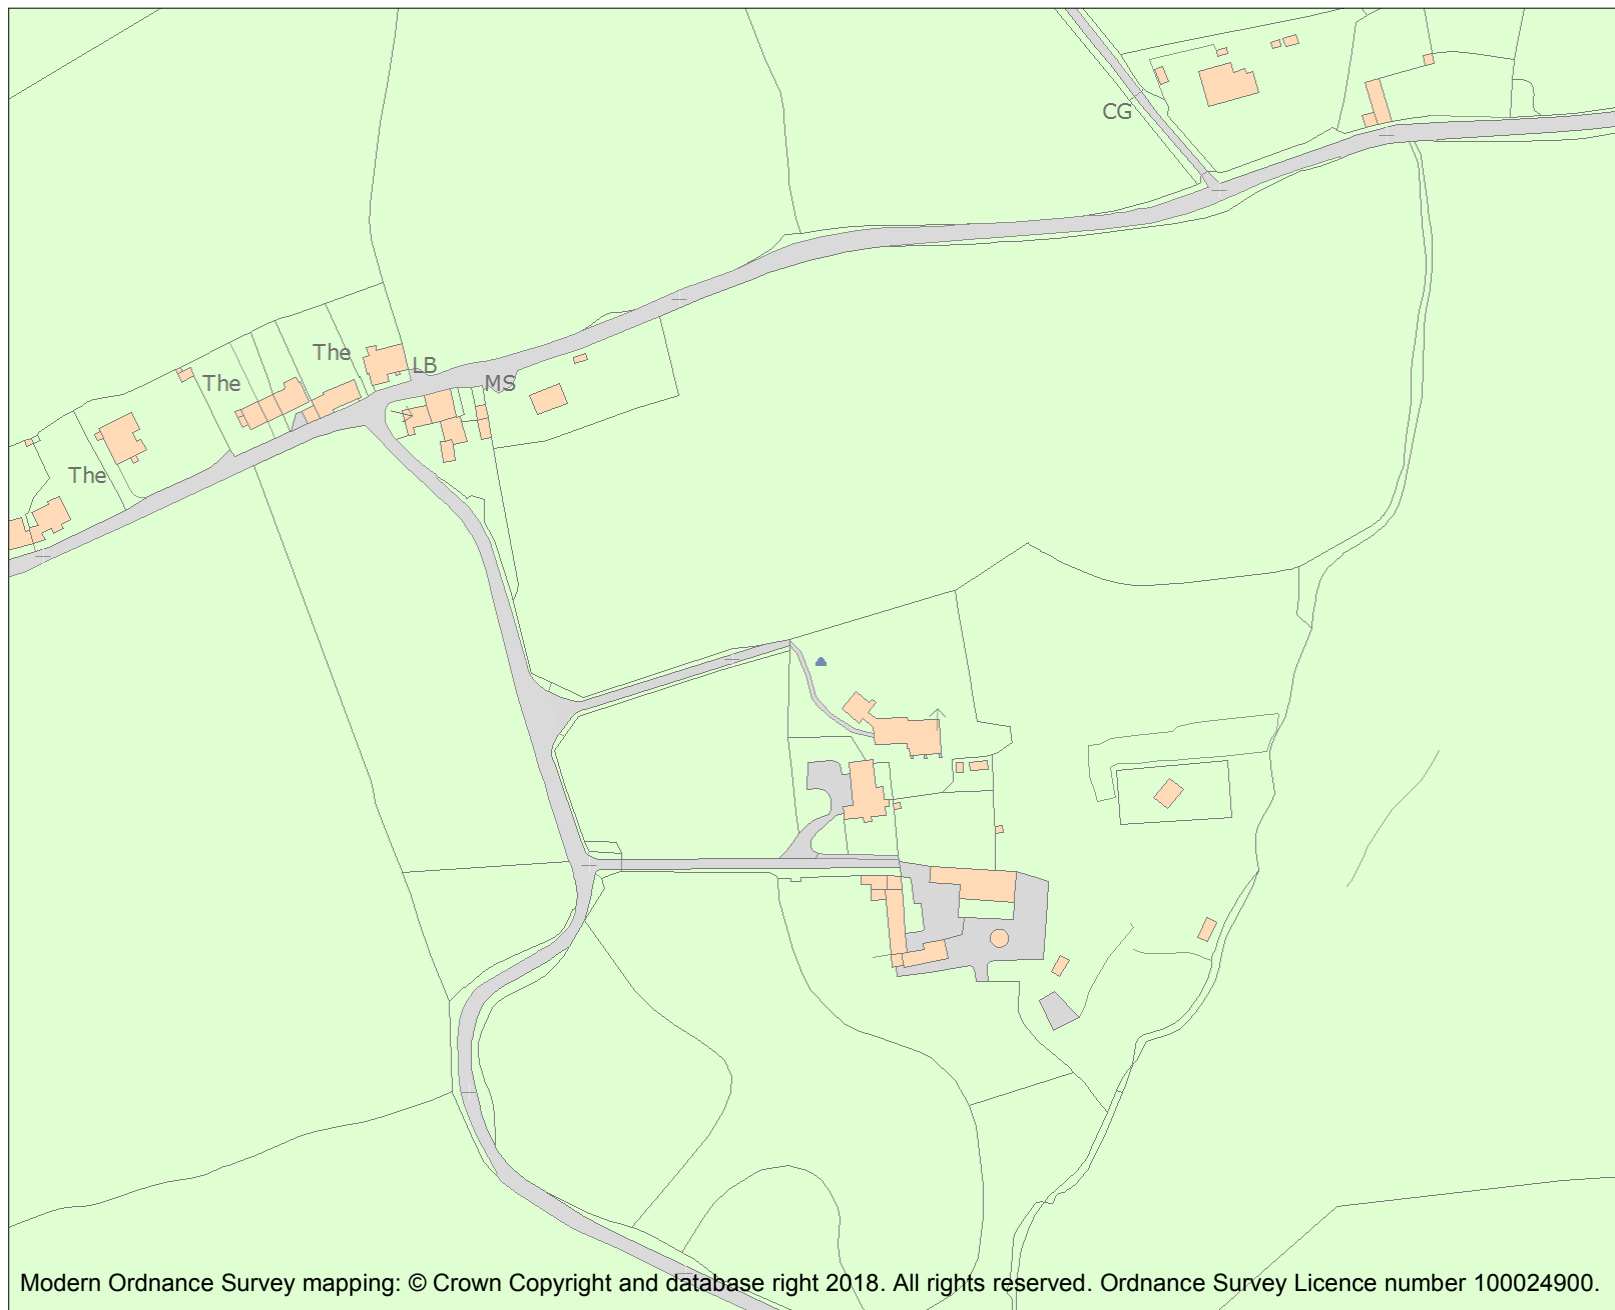 CG
The
LB
The
MS
The
Modern Ordnance Survey mapping: © Crown Copyright and database right 2018. All rights reserved. Ordnance Survey Licence number 100024900.